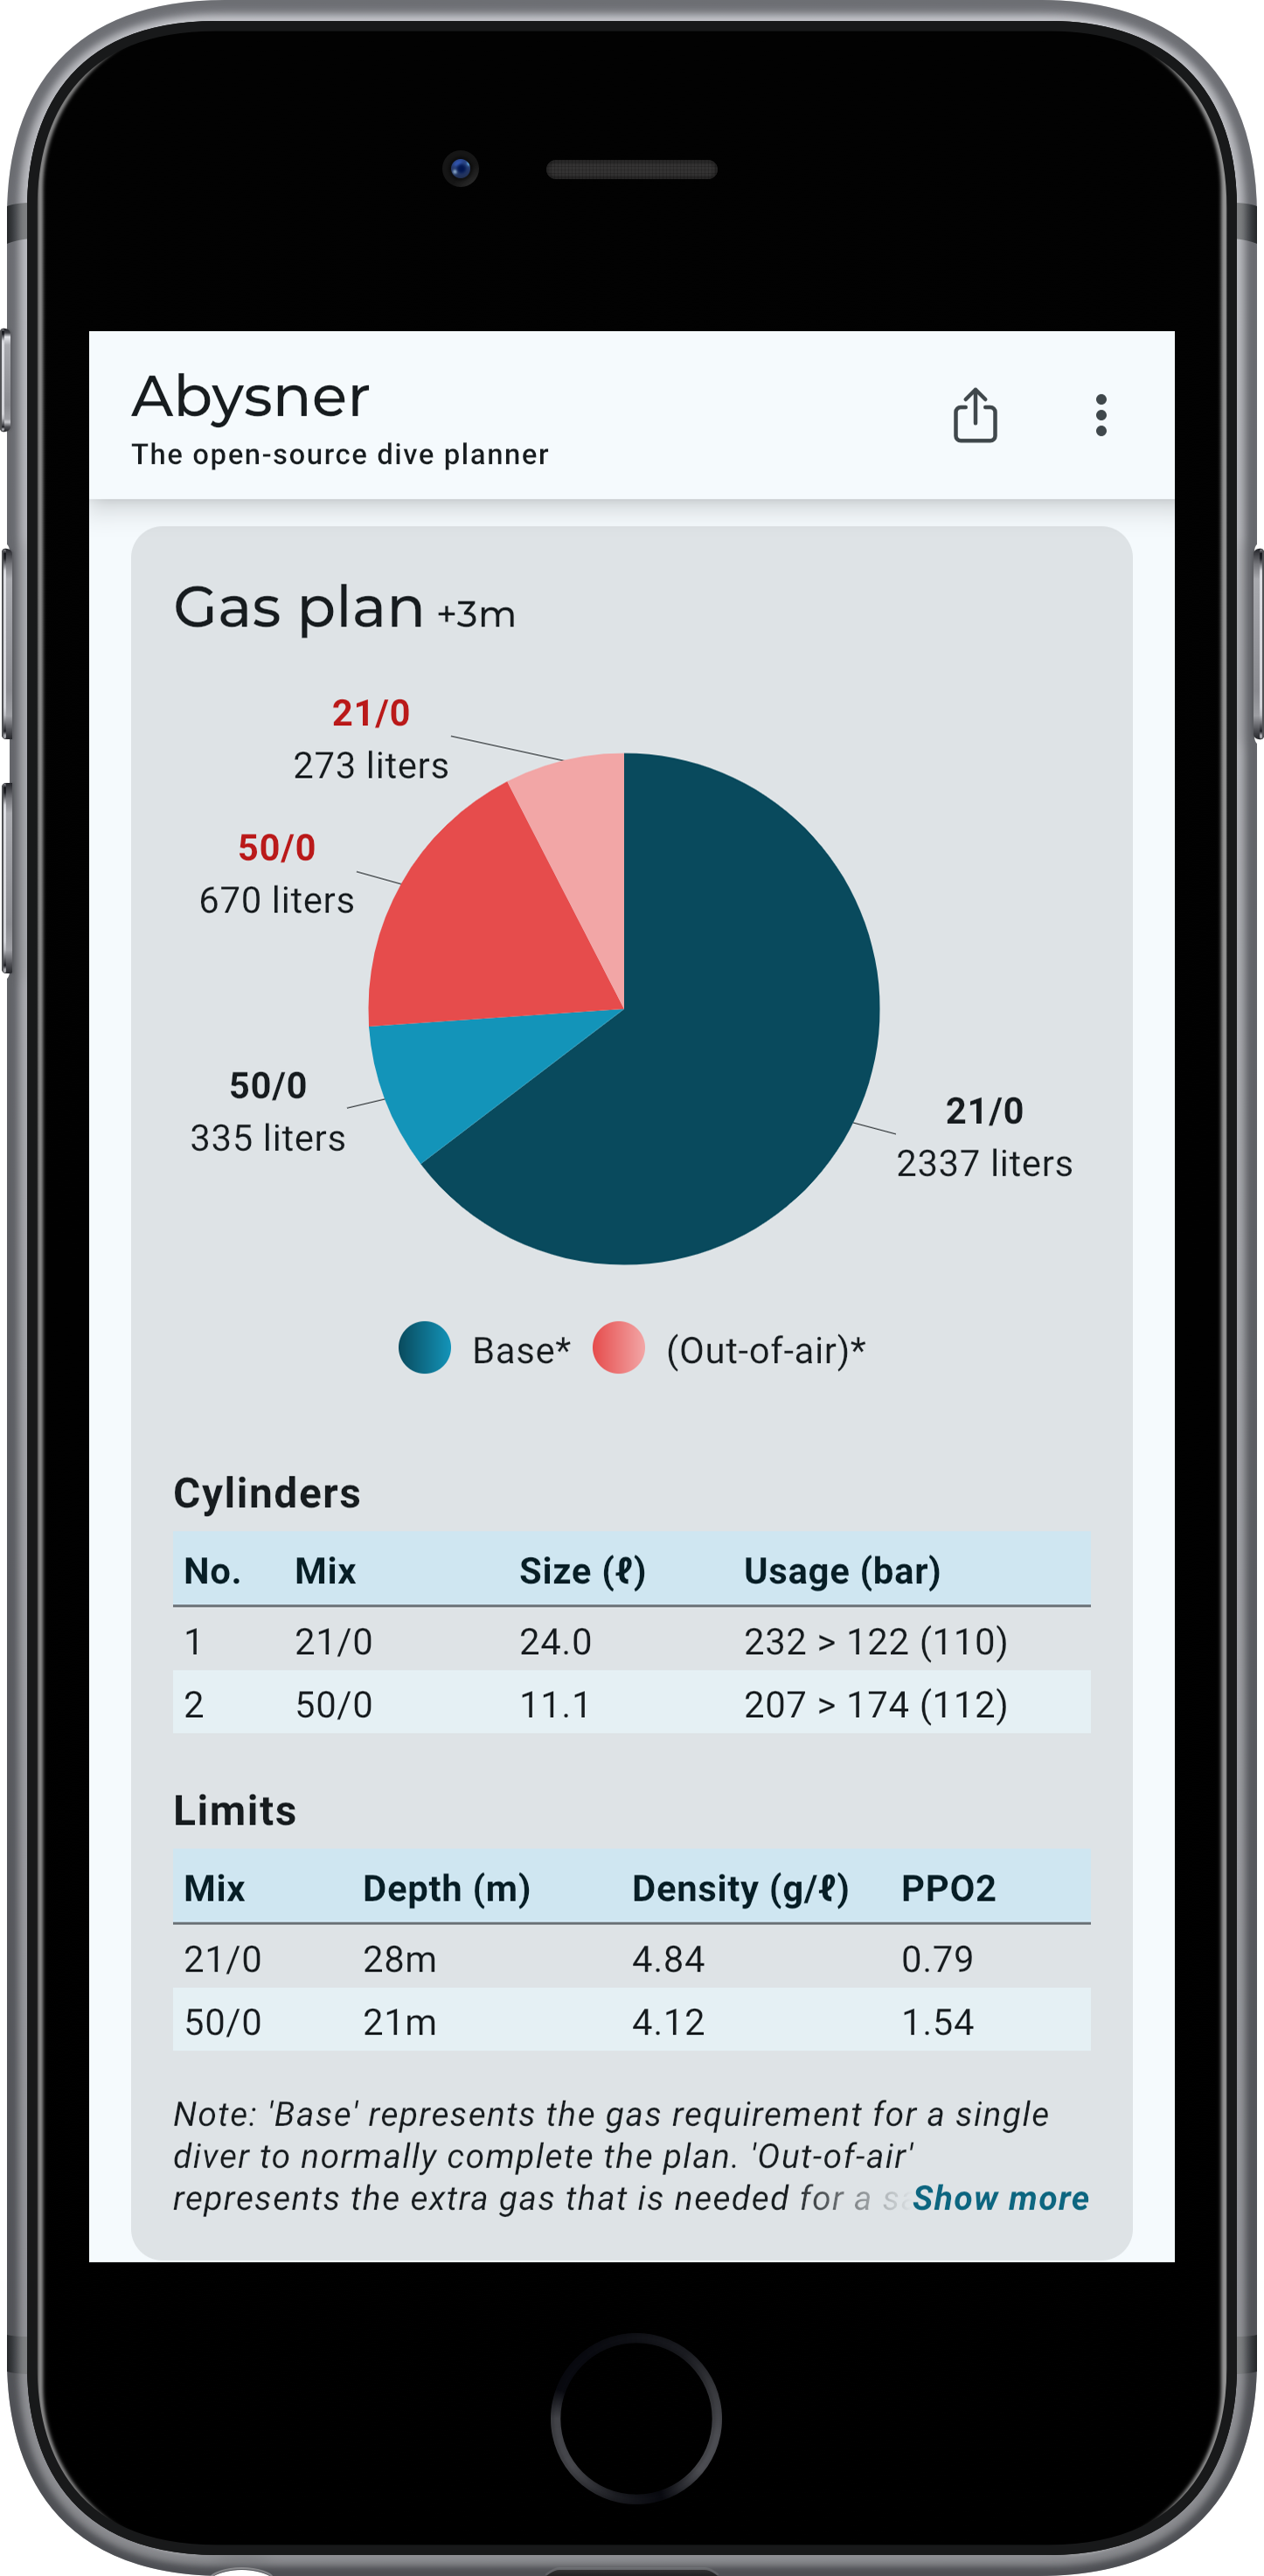 Abysner
The open-source dive planner
Gas plan +3m
21/0
273 liters
50/0
670 liters
50/0
335 liters
21/0
2337 liters
Base* (Out-of-air)*
Cylinders
No. Mix Size (ℓ) Usage (bar)
1 21/0 24.0 232 > 122 (110)
2 50/0 11.1 207 > 174 (112)
Limits
Mix Depth (m) Density (g/ℓ) PPO2
21/0 28m 4.84 0.79
50/0 21m 4.12 1.54
Note: 'Base' represents the gas requirement for a single
diver to normally complete the plan. 'Out-of-air'
represents the extra gas that is needed for a Show more